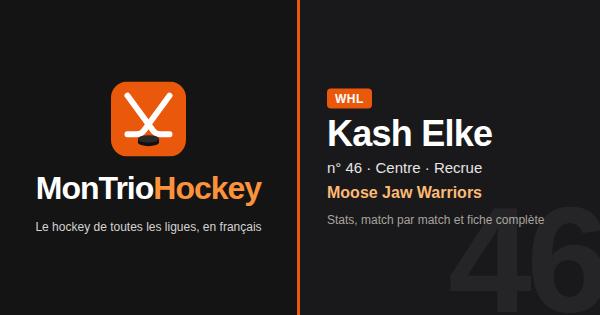 MonTrioHockey
Le hockey de toutes les ligues, en français
WHL
Kash Elke
n° 46 · Centre · Recrue
Moose Jaw Warriors
Stats, match par match et fiche complète
46